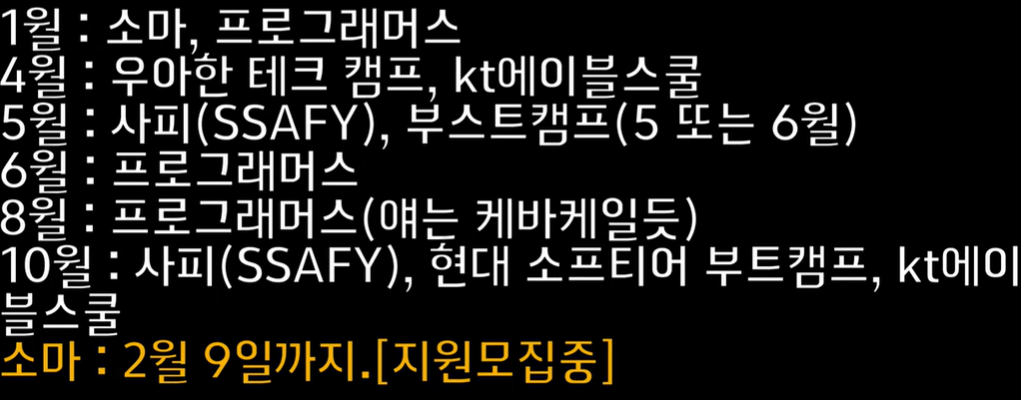 1월 : 소마, 프로그래머스
4월 : 우아한 테크 캠프, kt에이블스쿨
5월 : 사피(SSAFY), 부스트캠프(5 또는 6월)
6월 : 프로그래머스
8월 : 프로그래머스(얘는 케바케일듯)
10월 : 사피(SSAFY), 현대 소프티어 부트캠프, kt에이
블스쿨
소마 : 2월 9일까지.[지원모집중]